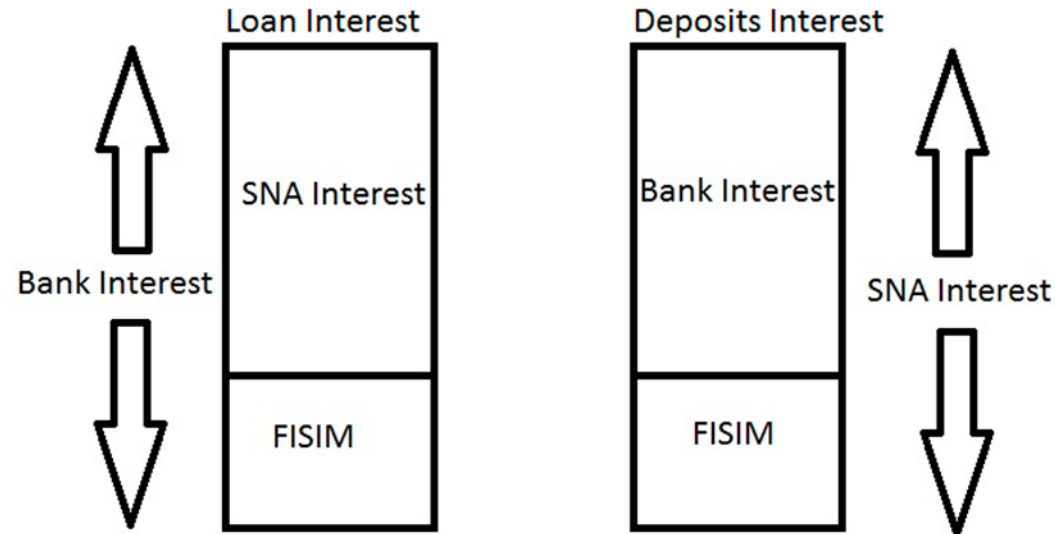 Loan Interest
Deposits Interest
SNA Interest
Bank Interest
Bank Interest
SNA Interest
FISIM
FISIM